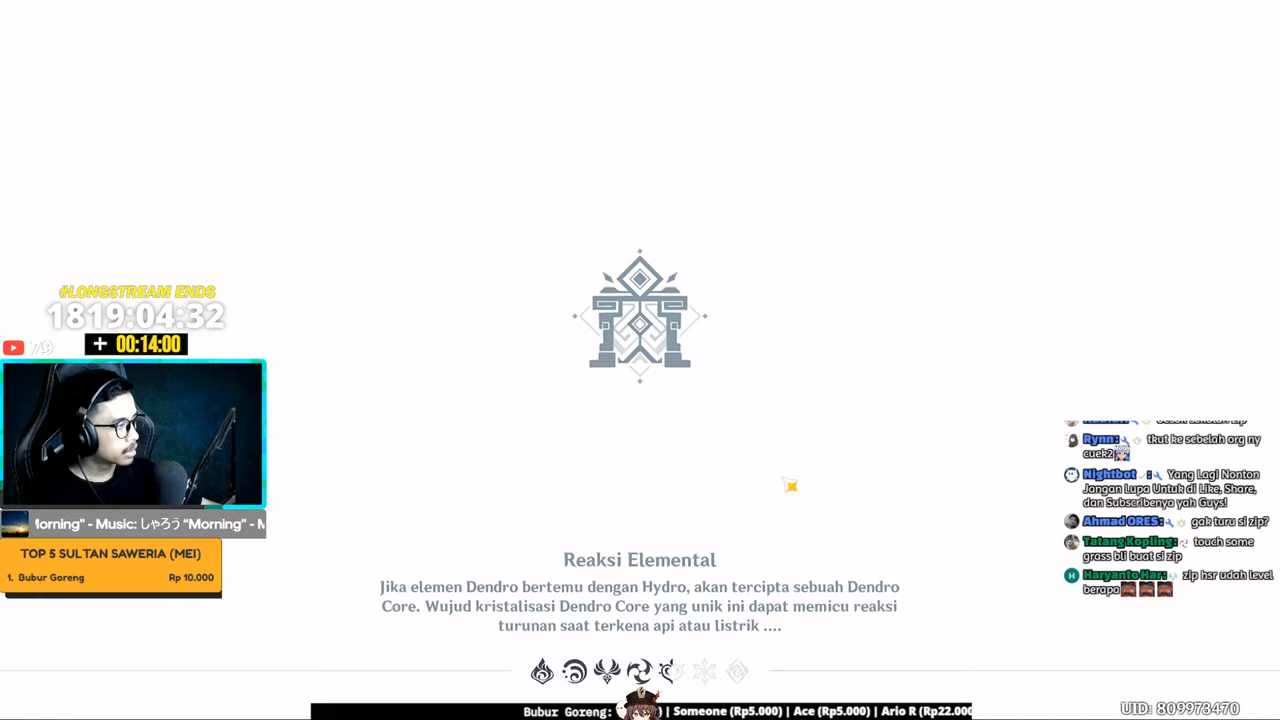 #LONGSTREAM ENDS
1819:04:32
+ 00:14:00
Morning" - Music: しゃろう "Morning" - M
TOP 5 SULTAN SAWERIA (MEI)
1. Bubur Goreng Rp 10.000
Rynn: tkut ke sebelah org ny
cuek2
Nightbot: Yang Lagi Nonton
Jangan Lupa Untuk di Like, Share,
dan Subscribenya yah Guys!
Ahmad ORES: gak turu si zip?
Tatang Kopling: touch some
grass bli buat si zip
Haryanto Har: zip hsr udah level
berapa
Reaksi Elemental
Jika elemen Dendro bertemu dengan Hydro, akan tercipta sebuah Dendro
Core. Wujud kristalisasi Dendro Core yang unik ini dapat memicu reaksi
turunan saat terkena api atau listrik ....
Bubur Goreng: ) | Someone (Rp5.000) | Ace (Rp5.000) | Ario R (Rp22.000
UID: 809973470